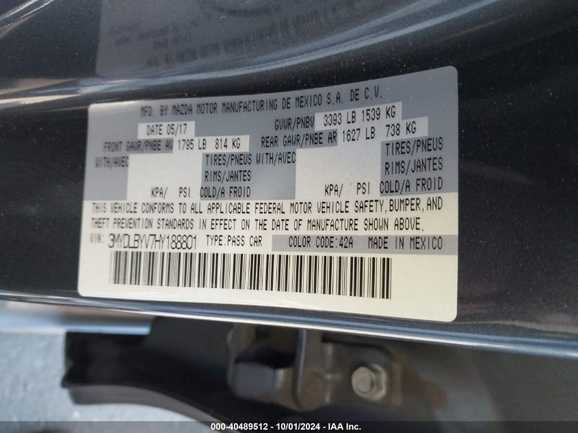 MFD. BY MAZDA MOTOR MANUFACTURING DE MEXICO S.A. DE C.V.
DATE 05/17 GVWR/PNBV 3393 LB 1539 KG
FRONT GAWR/PNBE AV 1795 LB 814 KG REAR GAWR/PNBE AR 1627 LB 738 KG
WITH/AVEC TIRES/PNEUS WITH/AVEC TIRES/PNEUS
RIMS/JANTES RIMS/JANTES
KPA/ PSI COLD/A FROID KPA/ PSI COLD/A FROID
THIS VEHICLE CONFORMS TO ALL APPLICABLE FEDERAL MOTOR VEHICLE SAFETY, BUMPER, AND
THEFT PREVENTION STANDARDS IN EFFECT ON THE DATE OF MANUFACTURE SHOWN ABOVE.
VIN: 3MYDLBYV7HY188801 TYPE:PASS CAR COLOR CODE:42A MADE IN MEXICO
000-40489512 - 10/01/2024 - IAA Inc.